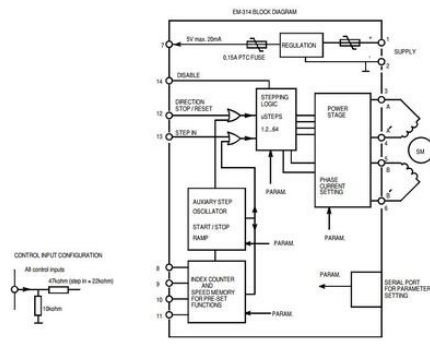 EM-314 BLOCK DIAGRAM
5V max. 20mA
7
REGULATION
+
1
-
2
SUPPLY
0,15A PTC FUSE
14
DISABLE
DIRECTION
STOP / RESET
12
13
STEP IN
STEPPING
LOGIC
uSTEPS
1,2...64
POWER
STAGE
PHASE
CURRENT
SETTING
3
A
A'
4
5
B
B'
6
SM
PARAM.
PARAM.
AUXIARY STEP
OSCILLATOR
START / STOP
RAMP
PARAM.
8
9
10
11
INDEX COUNTER
AND
SPEED MEMORY
FOR PRE-SET
FUNCTIONS
PARAM.
PARAM.
SERIAL PORT
FOR PARAMETER
SETTING
CONTROL INPUT CONFIGURATION
All control inputs
47kohm (step in = 22kohm)
10kohm